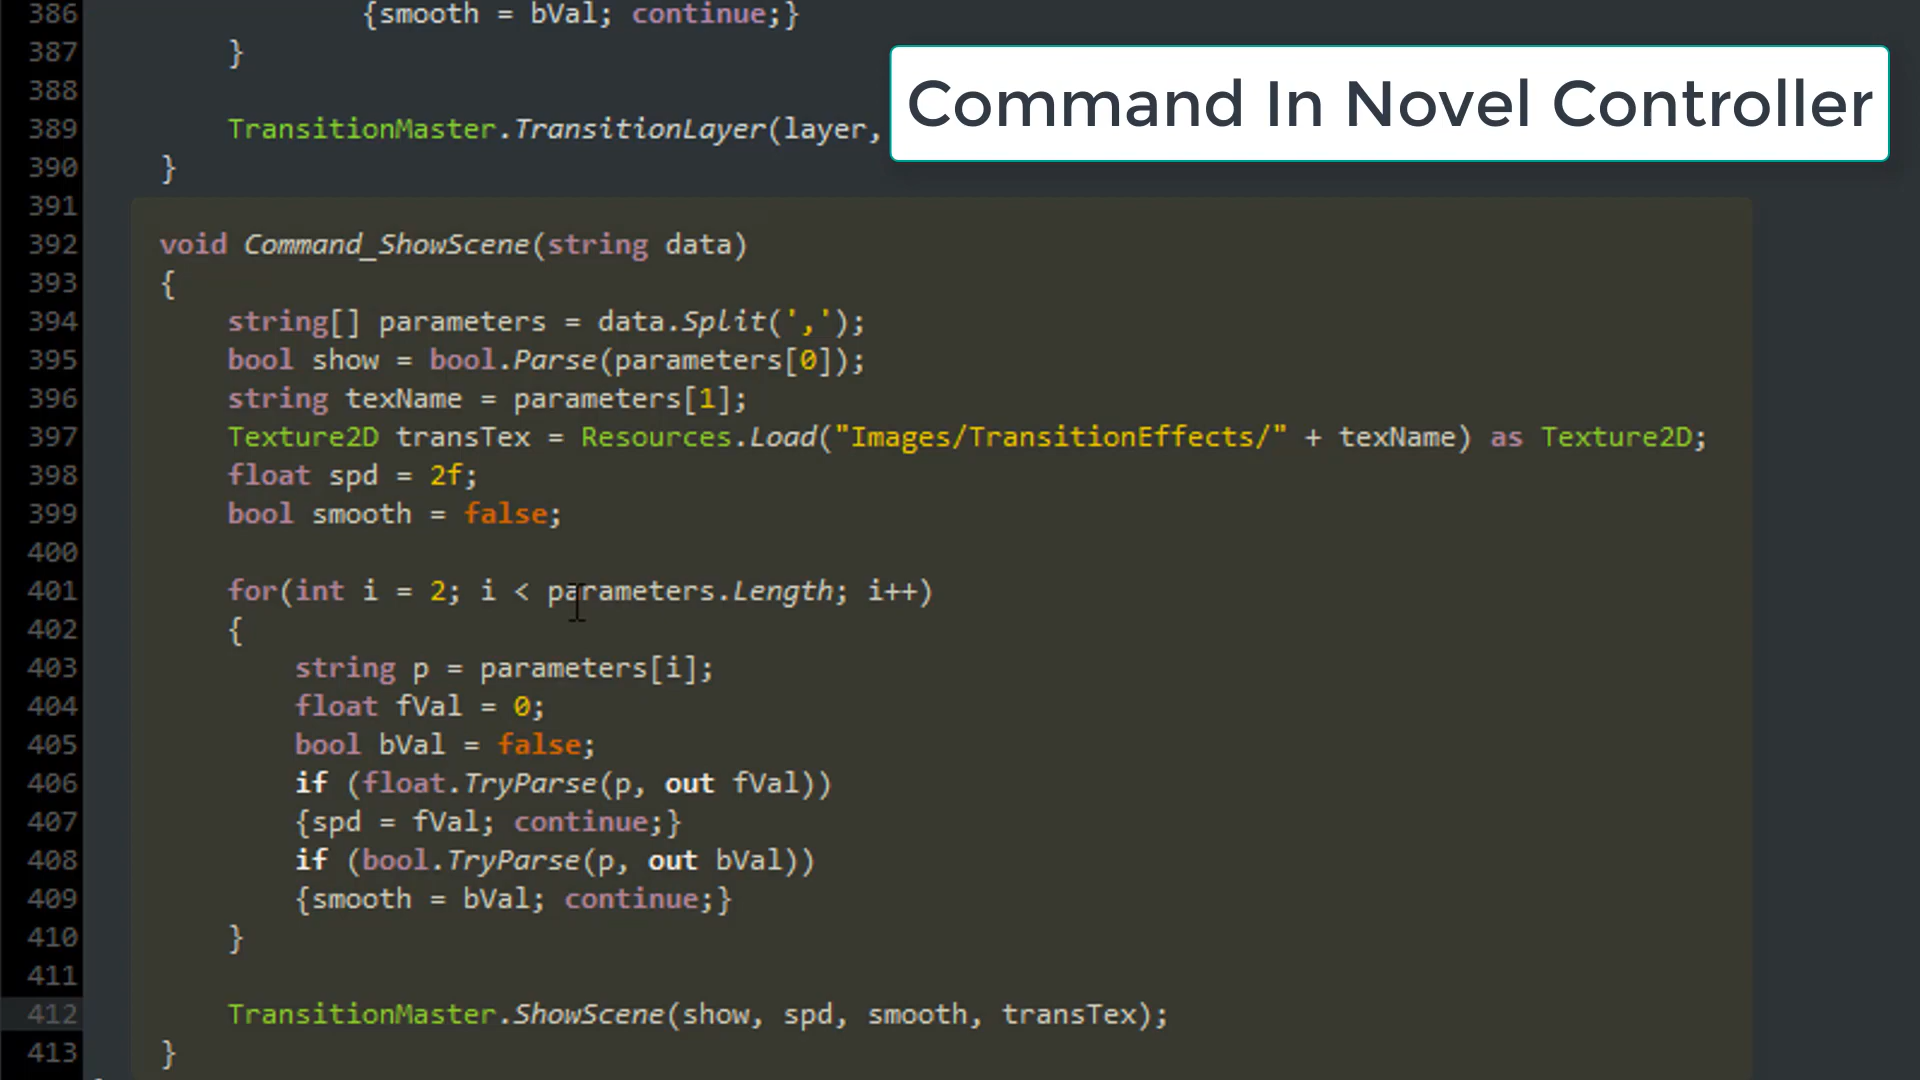 386 {smooth = bVal; continue;}
387 }
388
Command In Novel Controller
389 TransitionMaster.TransitionLayer(layer,
390 }
391
392 void Command_ShowScene(string data)
393 {
394 string[] parameters = data.Split(',');
395 bool show = bool.Parse(parameters[0]);
396 string texName = parameters[1];
397 Texture2D transTex = Resources.Load("Images/TransitionEffects/" + texName) as Texture2D;
398 float spd = 2f;
399 bool smooth = false;
400
401 for(int i = 2; i < parameters.Length; i++)
402 {
403 string p = parameters[i];
404 float fVal = 0;
405 bool bVal = false;
406 if (float.TryParse(p, out fVal))
407 {spd = fVal; continue;}
408 if (bool.TryParse(p, out bVal))
409 {smooth = bVal; continue;}
410 }
411
412 TransitionMaster.ShowScene(show, spd, smooth, transTex);
413 }